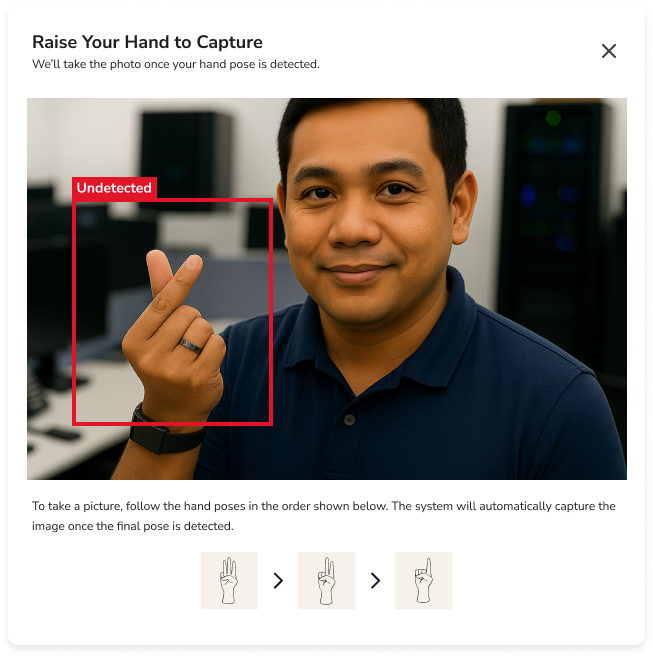 Raise Your Hand to Capture
We'll take the photo once your hand pose is detected.
Undetected
To take a picture, follow the hand poses in the order shown below. The system will automatically capture the
image once the final pose is detected.